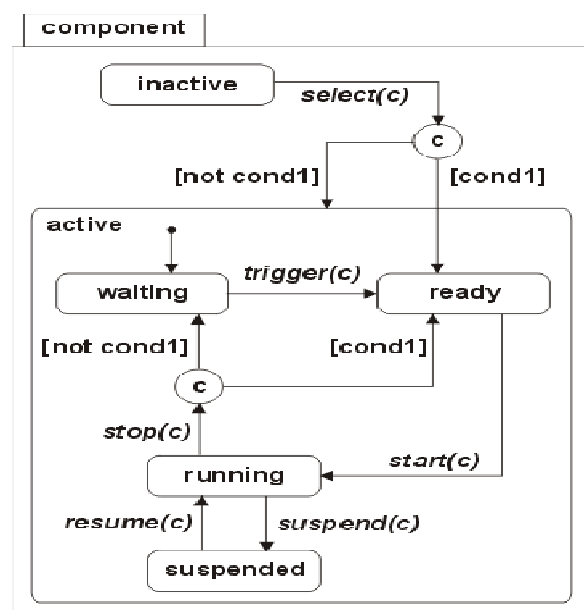 component
inactive
select(c)
c
[not cond1]
[cond1]
active
waiting
trigger(c)
ready
[not cond1]
[cond1]
c
stop(c)
running
start(c)
resume(c)
suspend(c)
suspended